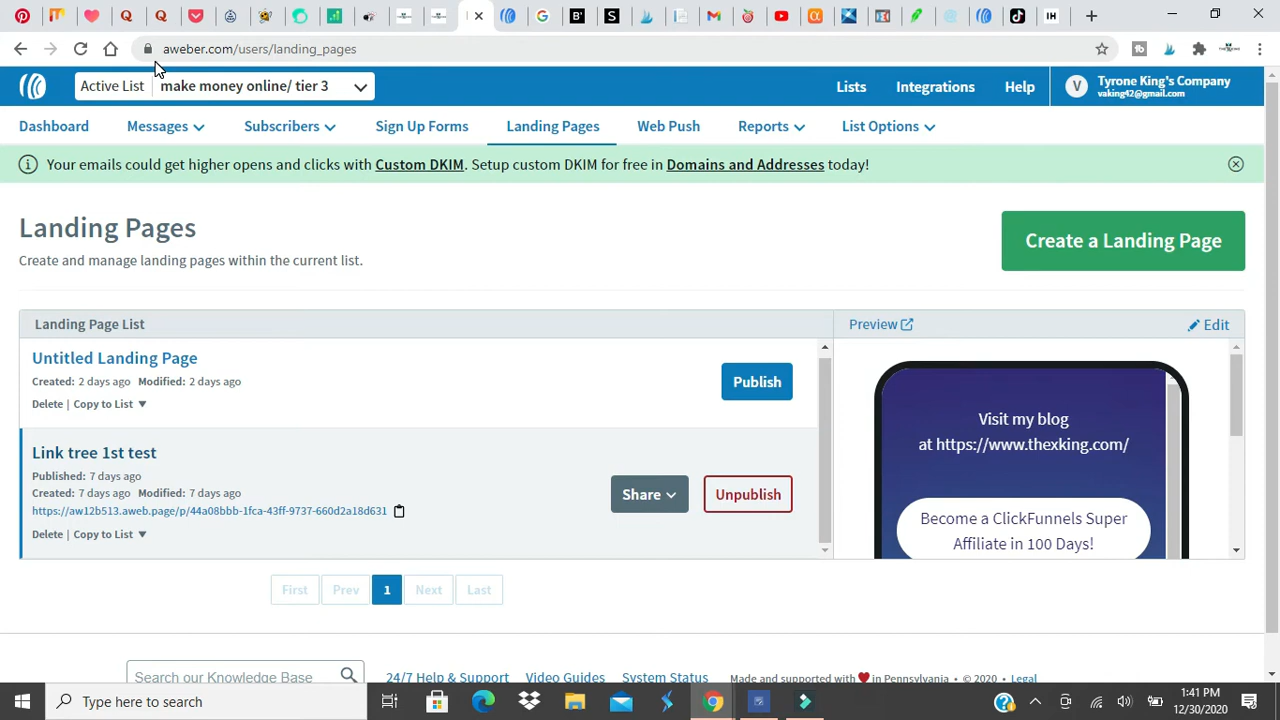 aweber.com/users/landing_pages
Active List
make money online/ tier 3
Lists
Integrations
Help
V
Tyrone King's Company
vaking42@gmail.com
Dashboard
Messages
Subscribers
Sign Up Forms
Landing Pages
Web Push
Reports
List Options
Your emails could get higher opens and clicks with Custom DKIM. Setup custom DKIM for free in Domains and Addresses today!
Landing Pages
Create and manage landing pages within the current list.
Create a Landing Page
Landing Page List
Preview
Edit
Untitled Landing Page
Created: 2 days ago Modified: 2 days ago
Delete | Copy to List ▼
Publish
Link tree 1st test
Published: 7 days ago
Created: 7 days ago Modified: 7 days ago
https://aw12b513.aweb.page/p/44a08bbb-1fca-43ff-9737-660d2a18d631
Delete | Copy to List ▼
Share
Unpublish
Visit my blog
at https://www.thexking.com/
Become a ClickFunnels Super
Affiliate in 100 Days!
First
Prev
1
Next
Last
Search our Knowledge Base
24/7 Help & Support
Video Guides
System Status
Made and supported with ❤ in Pennsylvania • © 2020 • Legal
Type here to search
1:41 PM
12/30/2020